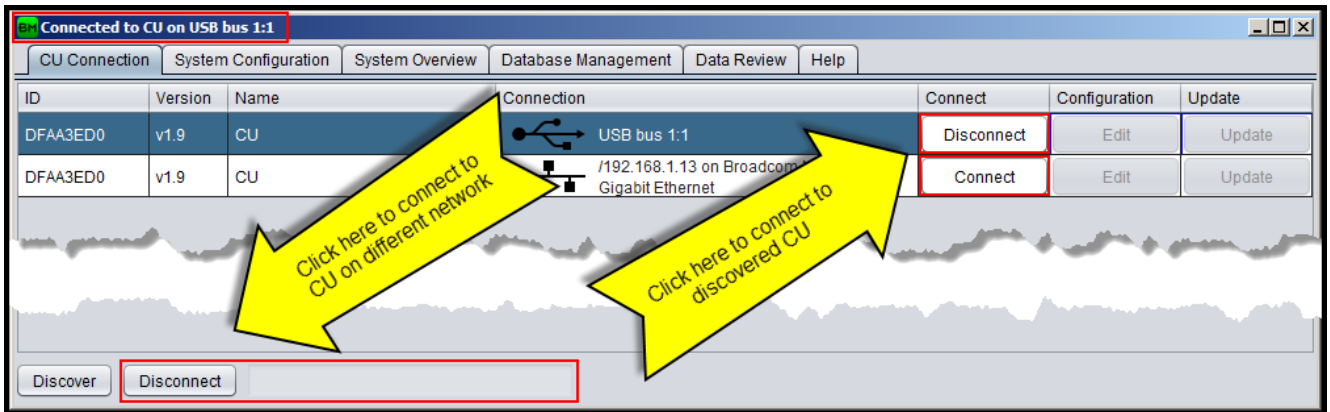 BM Connected to CU on USB bus 1:1
CU Connection System Configuration System Overview Database Management Data Review Help
ID Version Name Connection Connect Configuration Update
DFAA3ED0 v1.9 CU USB bus 1:1 Disconnect Edit Update
DFAA3ED0 v1.9 CU /192.168.1.13 on Broadcom
Gigabit Ethernet Connect Edit Update
Click here to connect to
CU on different network
Click here to connect to
discovered CU
Discover Disconnect